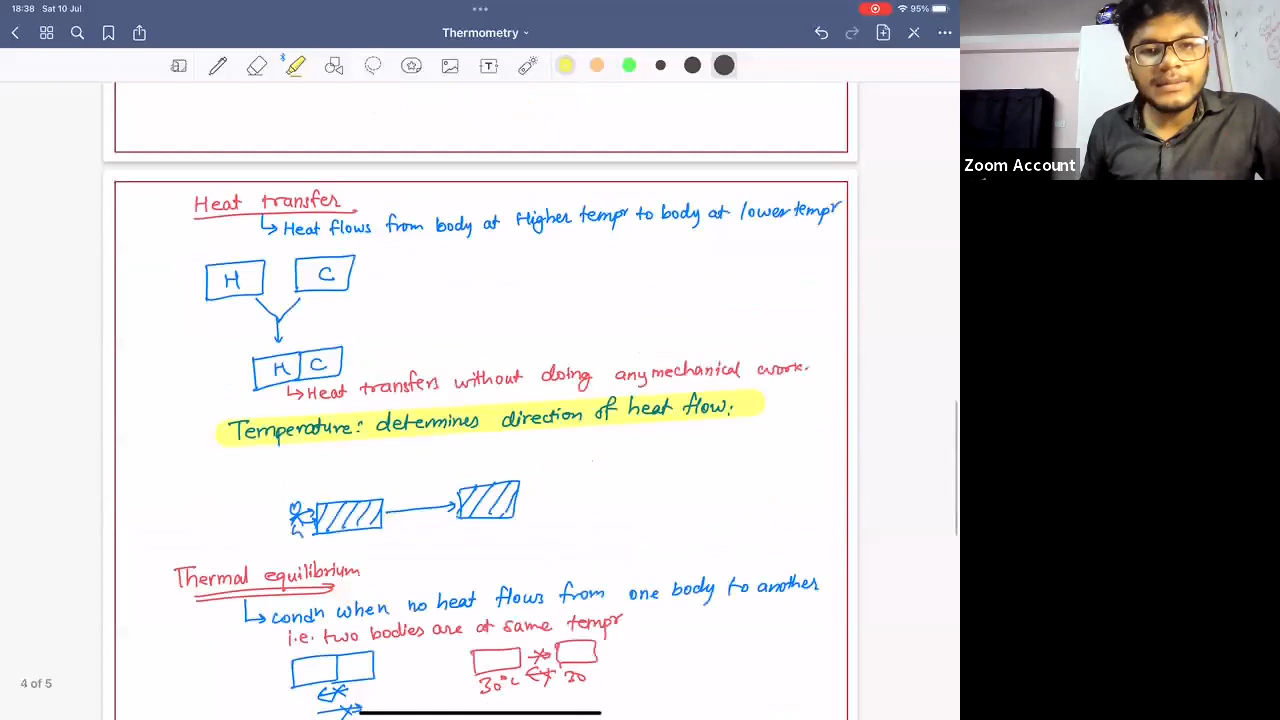 18:38 Sat 10 Jul
95%
Thermometry
Zoom Account
Heat transfer
Heat flows from body at Higher tempr to body at lower tempr
H C
H C
Heat transfers without doing any mechanical work.
Temperature: determines direction of heat flow.
Thermal equilibrium
condn when no heat flows from one body to another
i.e. two bodies are at same tempr
30°c 30
4 of 5